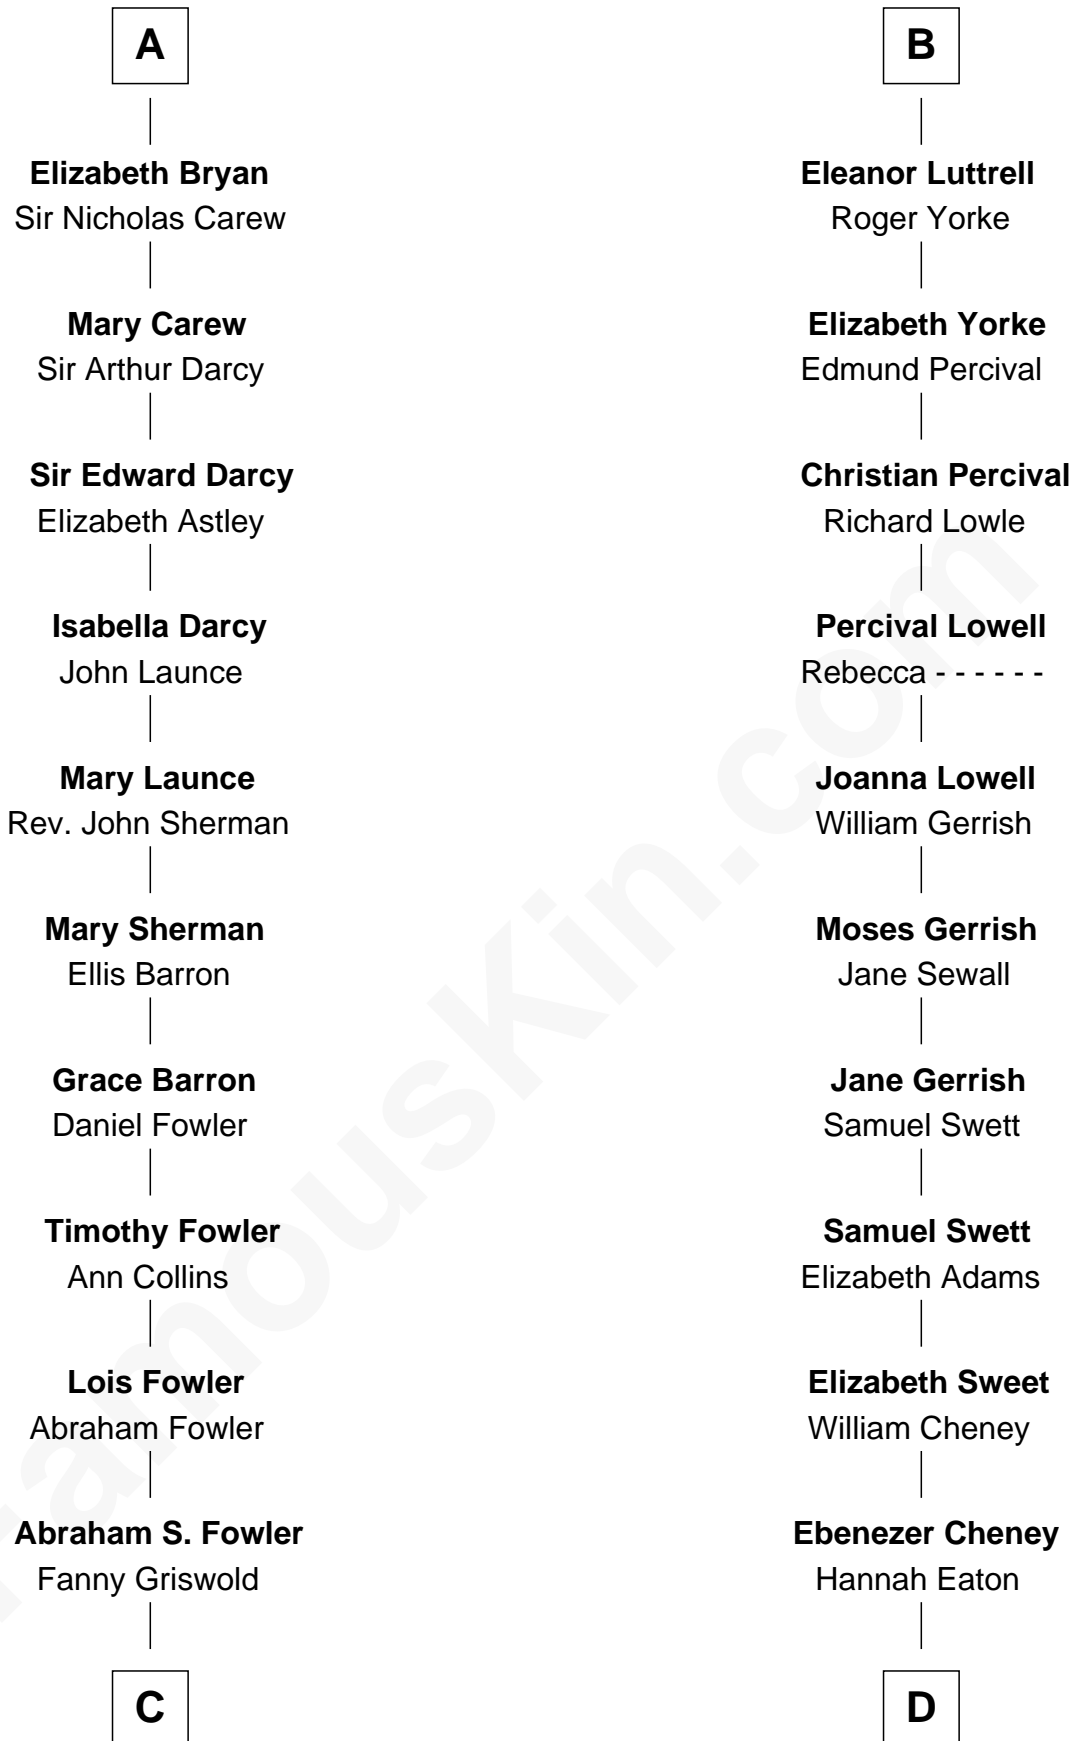 A
Elizabeth Bryan
Sir Nicholas Carew
Mary Carew
Sir Arthur Darcy
Sir Edward Darcy
Elizabeth Astley
Isabella Darcy
John Launce
Mary Launce
Rev. John Sherman
Mary Sherman
Ellis Barron
Grace Barron
Daniel Fowler
Timothy Fowler
Ann Collins
Lois Fowler
Abraham Fowler
Abraham S. Fowler
Fanny Griswold
C
B
Eleanor Luttrell
Roger Yorke
Elizabeth Yorke
Edmund Percival
Christian Percival
Richard Lowle
Percival Lowell
Rebecca - - - - - -
Joanna Lowell
William Gerrish
Moses Gerrish
Jane Sewall
Jane Gerrish
Samuel Swett
Samuel Swett
Elizabeth Adams
Elizabeth Sweet
William Cheney
Ebenezer Cheney
Hannah Eaton
D
FamousKin.com